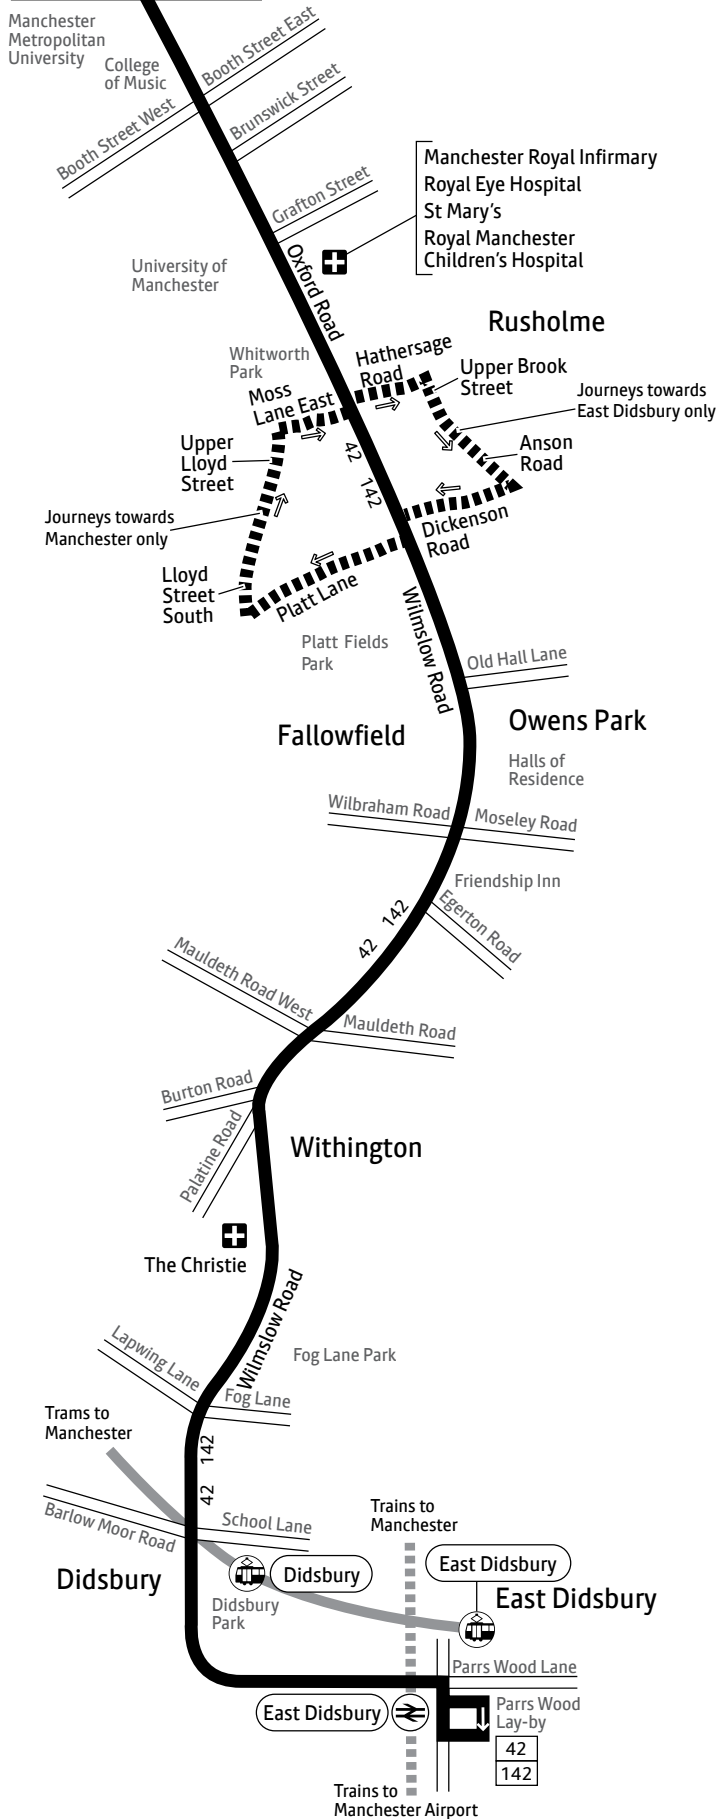 Manchester
Metropolitan
University
College
of Music
Booth Street East
Booth Street West
Brunswick Street
Manchester Royal Infirmary
Royal Eye Hospital
St Mary's
Royal Manchester
Children's Hospital
Grafton Street
University of
Manchester
Oxford Road
Rusholme
Whitworth
Park
Hathersage
Road
Moss
Lane East
Upper Brook
Street
Journeys towards
East Didsbury only
Upper
Lloyd
Street
42
142
Anson
Road
Journeys towards
Manchester only
Dickenson
Road
Lloyd
Street
South
Platt Lane
Wilmslow Road
Platt Fields
Park
Old Hall Lane
Owens Park
Fallowfield
Halls of
Residence
Wilbraham Road
Moseley Road
Friendship Inn
Egerton Road
142
42
Mauldeth Road West
Mauldeth Road
Burton Road
Palatine Road
Withington
The Christie
Wilmslow Road
Fog Lane Park
Lapwing Lane
Fog Lane
Trams to
Manchester
142
42
School Lane
Barlow Moor Road
Trains to
Manchester
East Didsbury
Didsbury
Didsbury
East Didsbury
Didsbury
Park
Parrs Wood Lane
East Didsbury
Parrs Wood
Lay-by
42
142
Trains to
Manchester Airport